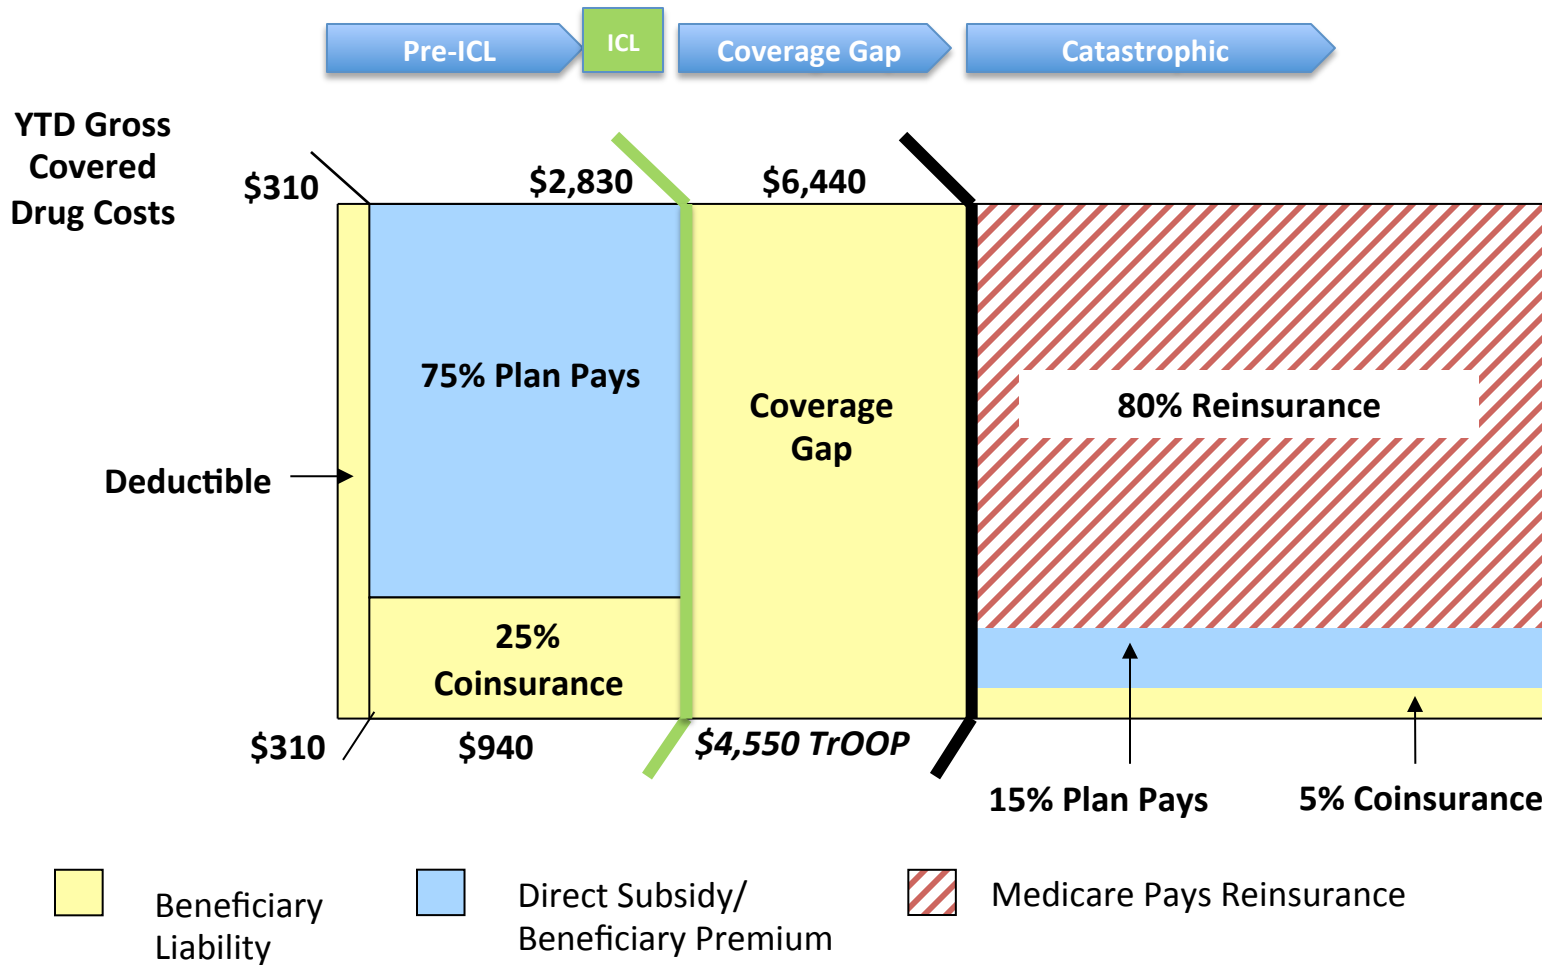 Pre-ICL
ICL
Coverage Gap
Catastrophic
YTD Gross
Covered
Drug Costs
$310
$2,830
$6,440
75% Plan Pays
Coverage
Gap
80% Reinsurance
Deductible
25%
Coinsurance
$310
$940
$4,550 TrOOP
15% Plan Pays
5% Coinsurance
Beneficiary
Liability
Direct Subsidy/
Beneficiary Premium
Medicare Pays Reinsurance